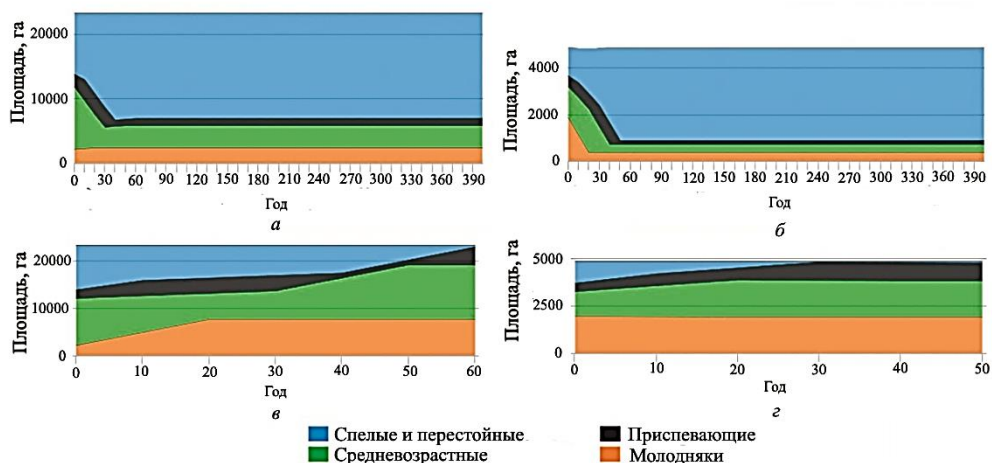 Площадь, га
20000
10000
0
0 30 60 90 120 150 180 210 240 270 300 330 360 390
Год
а
Площадь, га
4000
2000
0
0 30 60 90 120 150 180 210 240 270 300 330 360 390
Год
б
Площадь, га
20000
10000
0
0 10 20 30 40 50 60
Год
в
Площадь, га
5000
2500
0
0 10 20 30 40 50
Год
г
Спелые и перестойные
Приспевающие
Средневозрастные
Молодняки